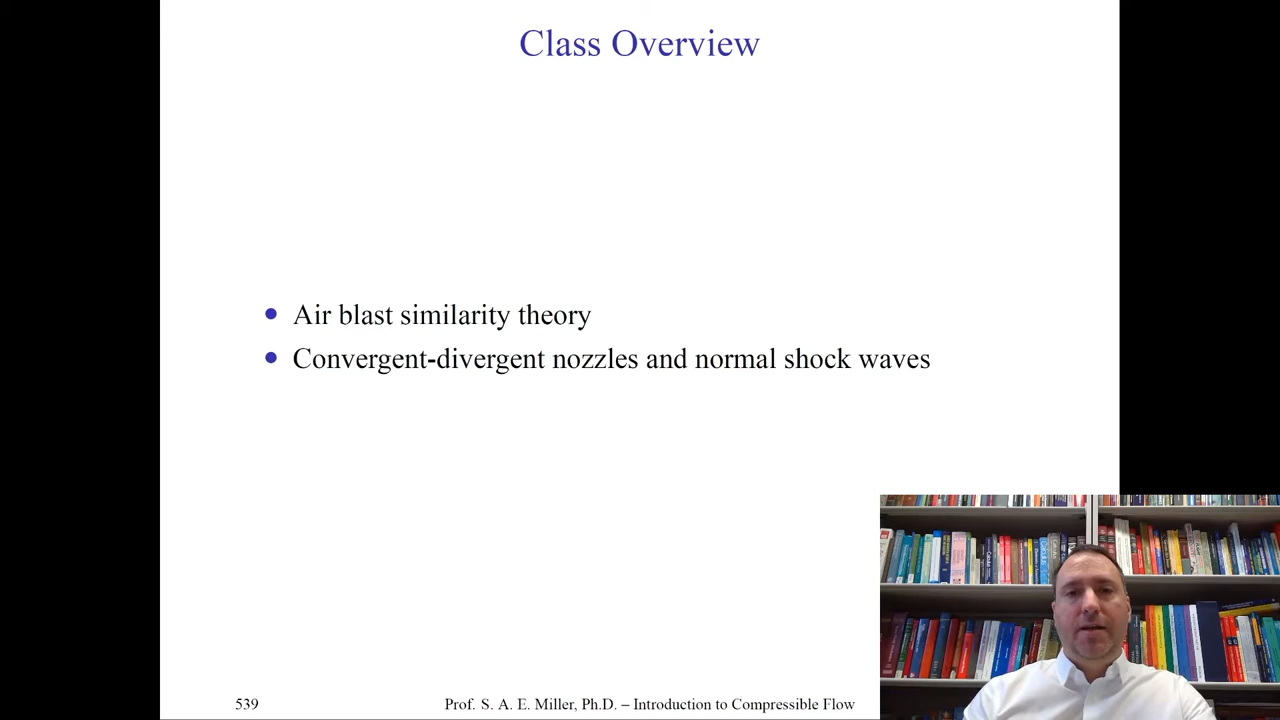 Class Overview
• Air blast similarity theory
• Convergent-divergent nozzles and normal shock waves
539
Prof. S. A. E. Miller, Ph.D. – Introduction to Compressible Flow